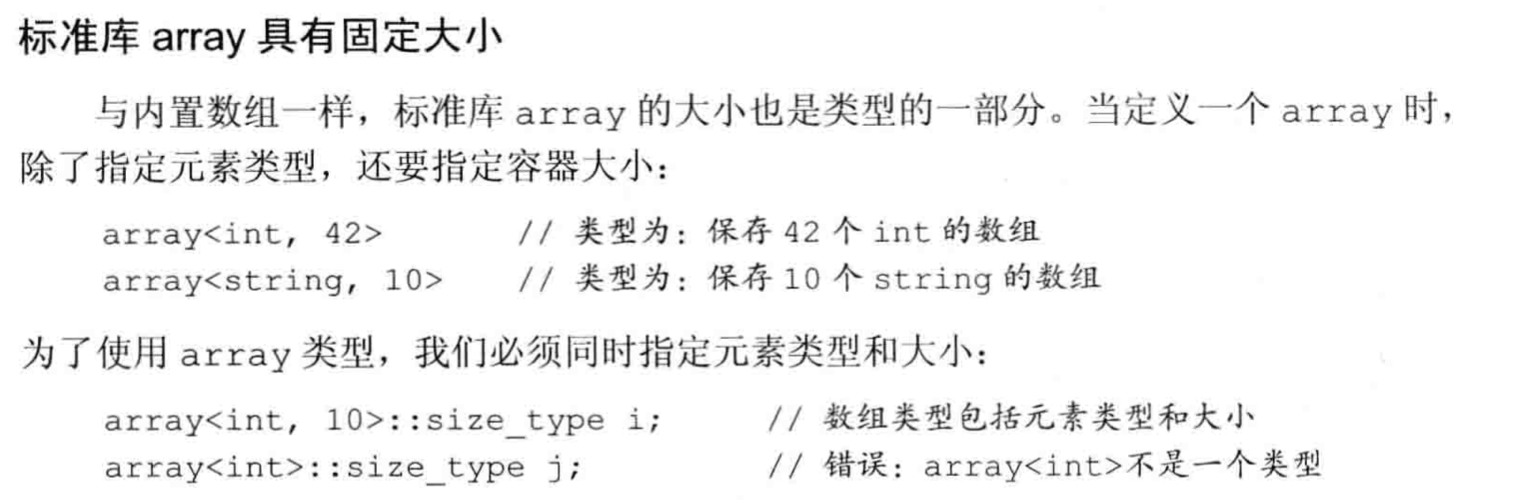 标准库 array 具有固定大小
与内置数组一样，标准库 array 的大小也是类型的一部分。当定义一个 array 时，
除了指定元素类型，还要指定容器大小：
array<int, 42> // 类型为：保存 42 个 int 的数组
array<string, 10> // 类型为：保存 10 个 string 的数组
为了使用 array 类型，我们必须同时指定元素类型和大小：
array<int, 10>::size_type i; // 数组类型包括元素类型和大小
array<int>::size_type j; // 错误：array<int>不是一个类型